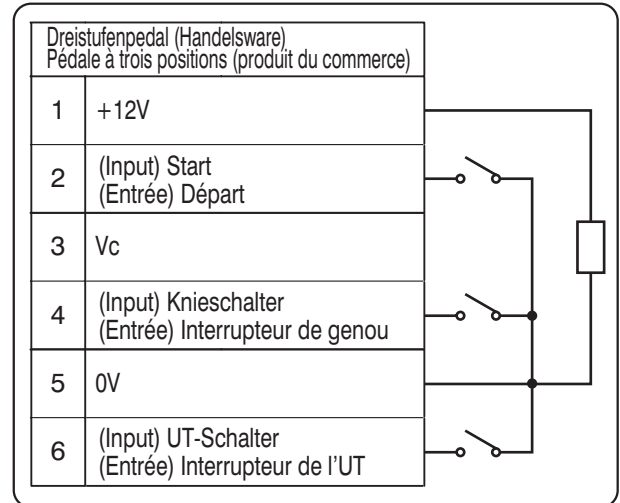 Dreistufenpedal (Handelsware)
Pédale à trois positions (produit du commerce)
1 +12V
2 (Input) Start
(Entrée) Départ
3 Vc
4 (Input) Knieschalter
(Entrée) Interrupteur de genou
5 0V
6 (Input) UT-Schalter
(Entrée) Interrupteur de l'UT